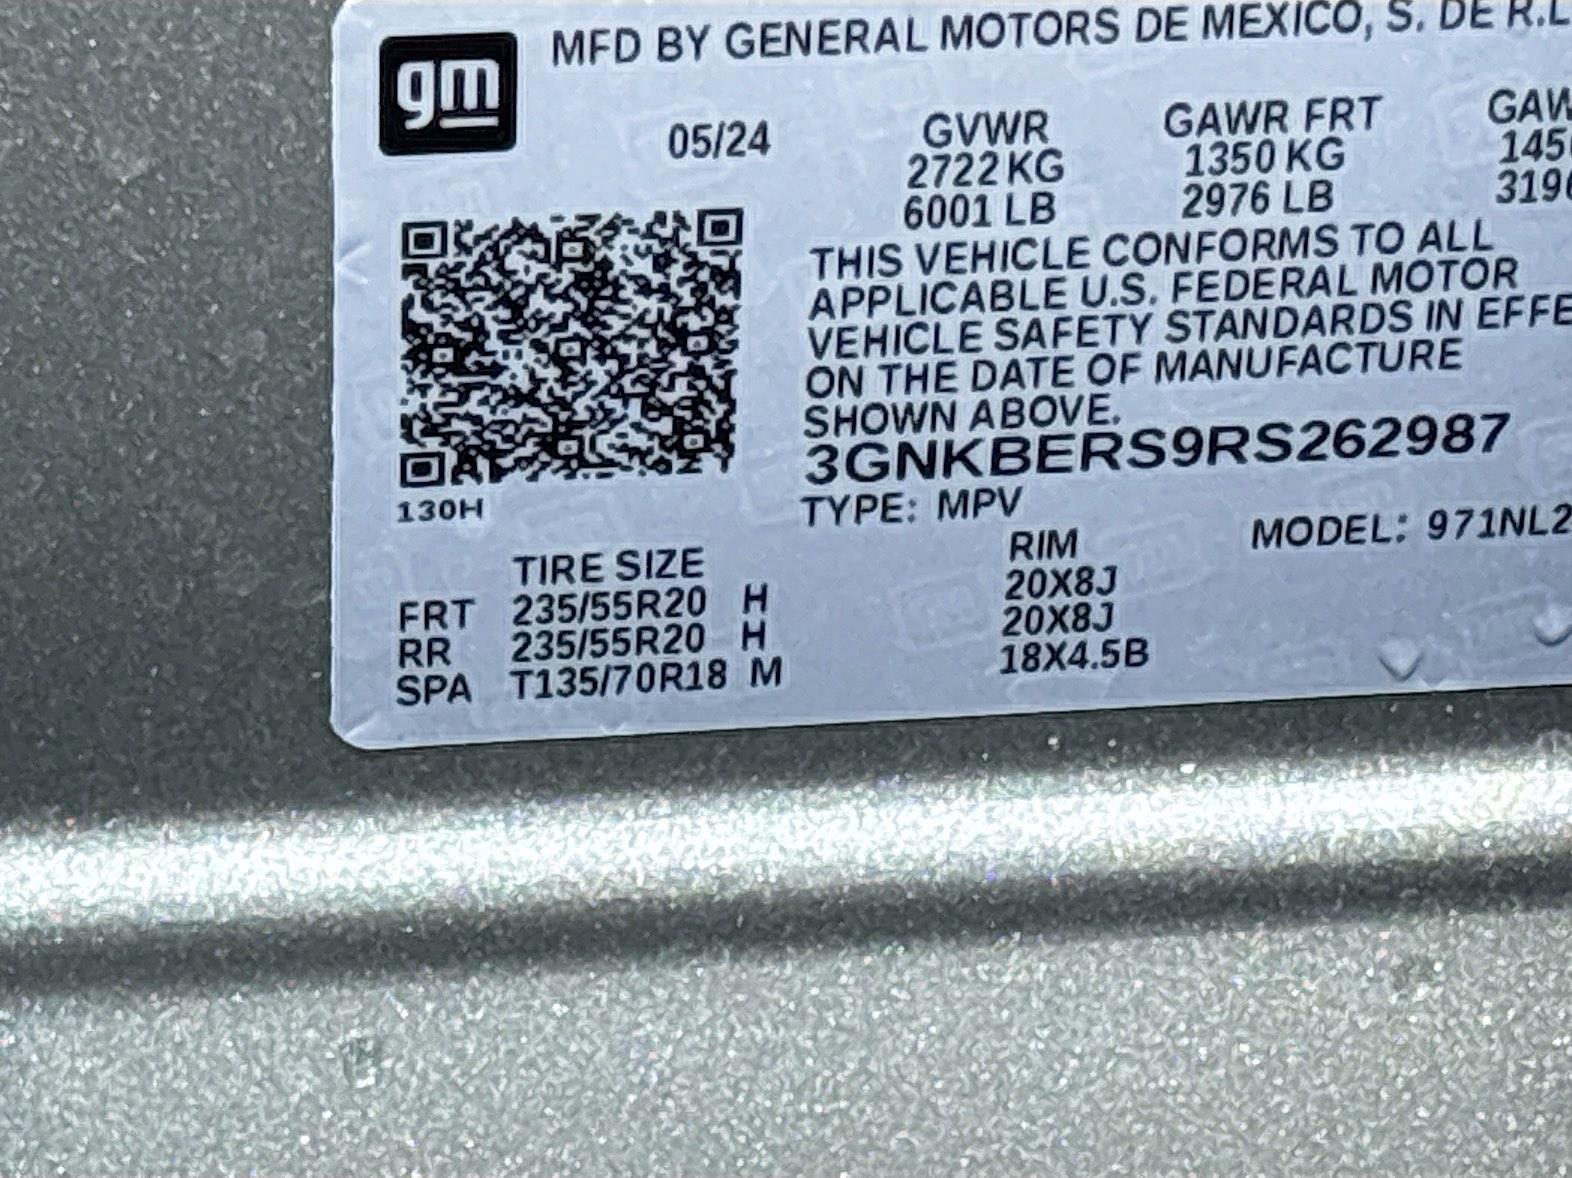 gm
MFD BY GENERAL MOTORS DE MEXICO, S. DE R.L
05/24
GVWR
2722 KG
6001 LB
GAWR FRT
1350 KG
2976 LB
GAW
145
319
THIS VEHICLE CONFORMS TO ALL
APPLICABLE U.S. FEDERAL MOTOR
VEHICLE SAFETY STANDARDS IN EFFE
ON THE DATE OF MANUFACTURE
SHOWN ABOVE.
3GNKBERS9RS262987
130H
TYPE: MPV
MODEL: 971NL2
TIRE SIZE RIM
FRT 235/55R20 H 20X8J
RR 235/55R20 H 20X8J
SPA T135/70R18 M 18X4.5B